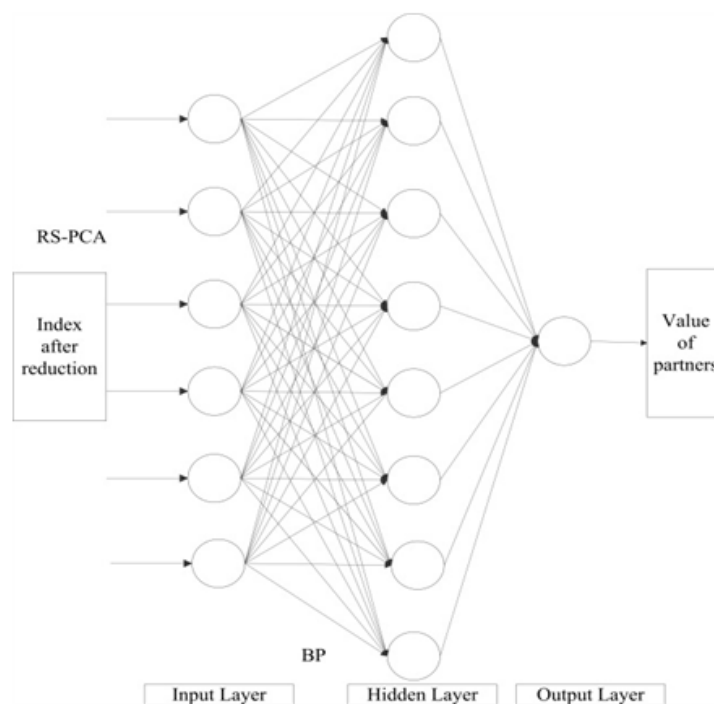 RS-PCA
Index
after
reduction
Value
of
partners
BP
Input Layer
Hidden Layer
Output Layer